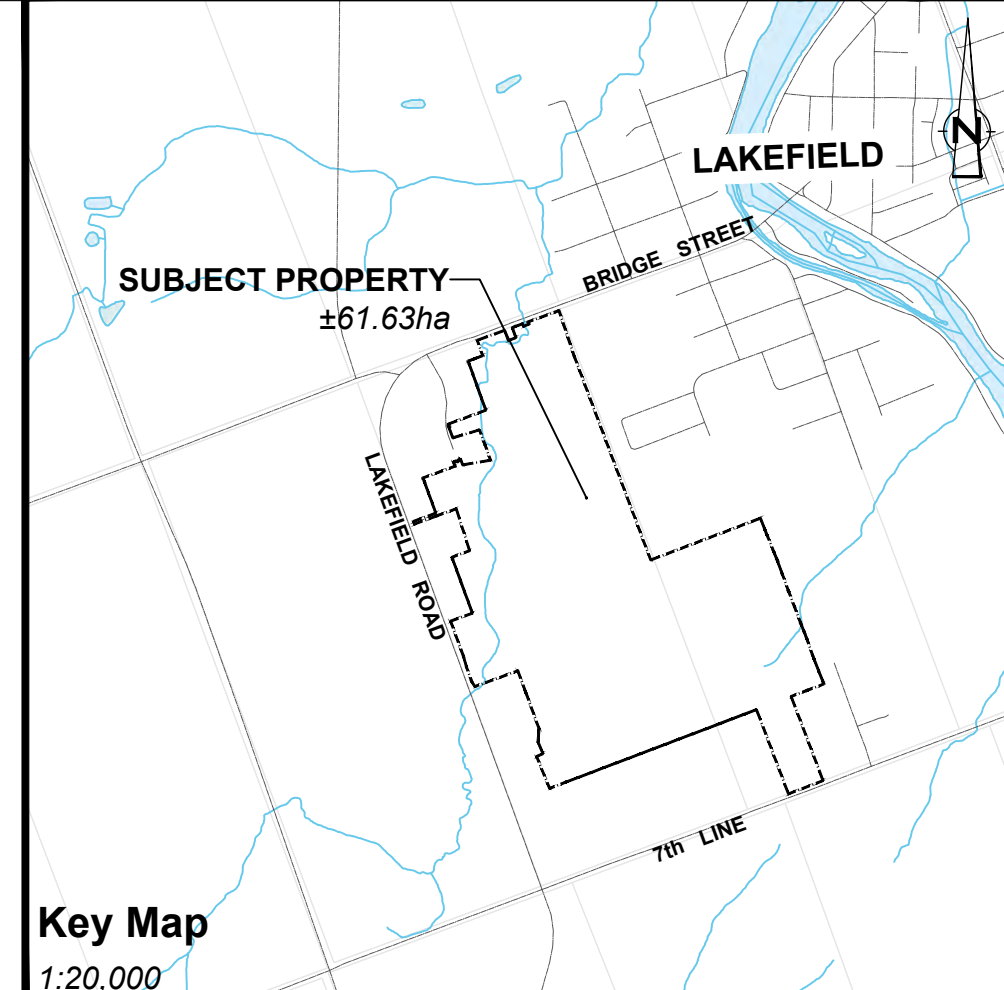 N
LAKEFIELD
BRIDGE STREET
SUBJECT PROPERTY
±61.63ha
LAKEFIELD ROAD
7th LINE
Key Map
1:20,000